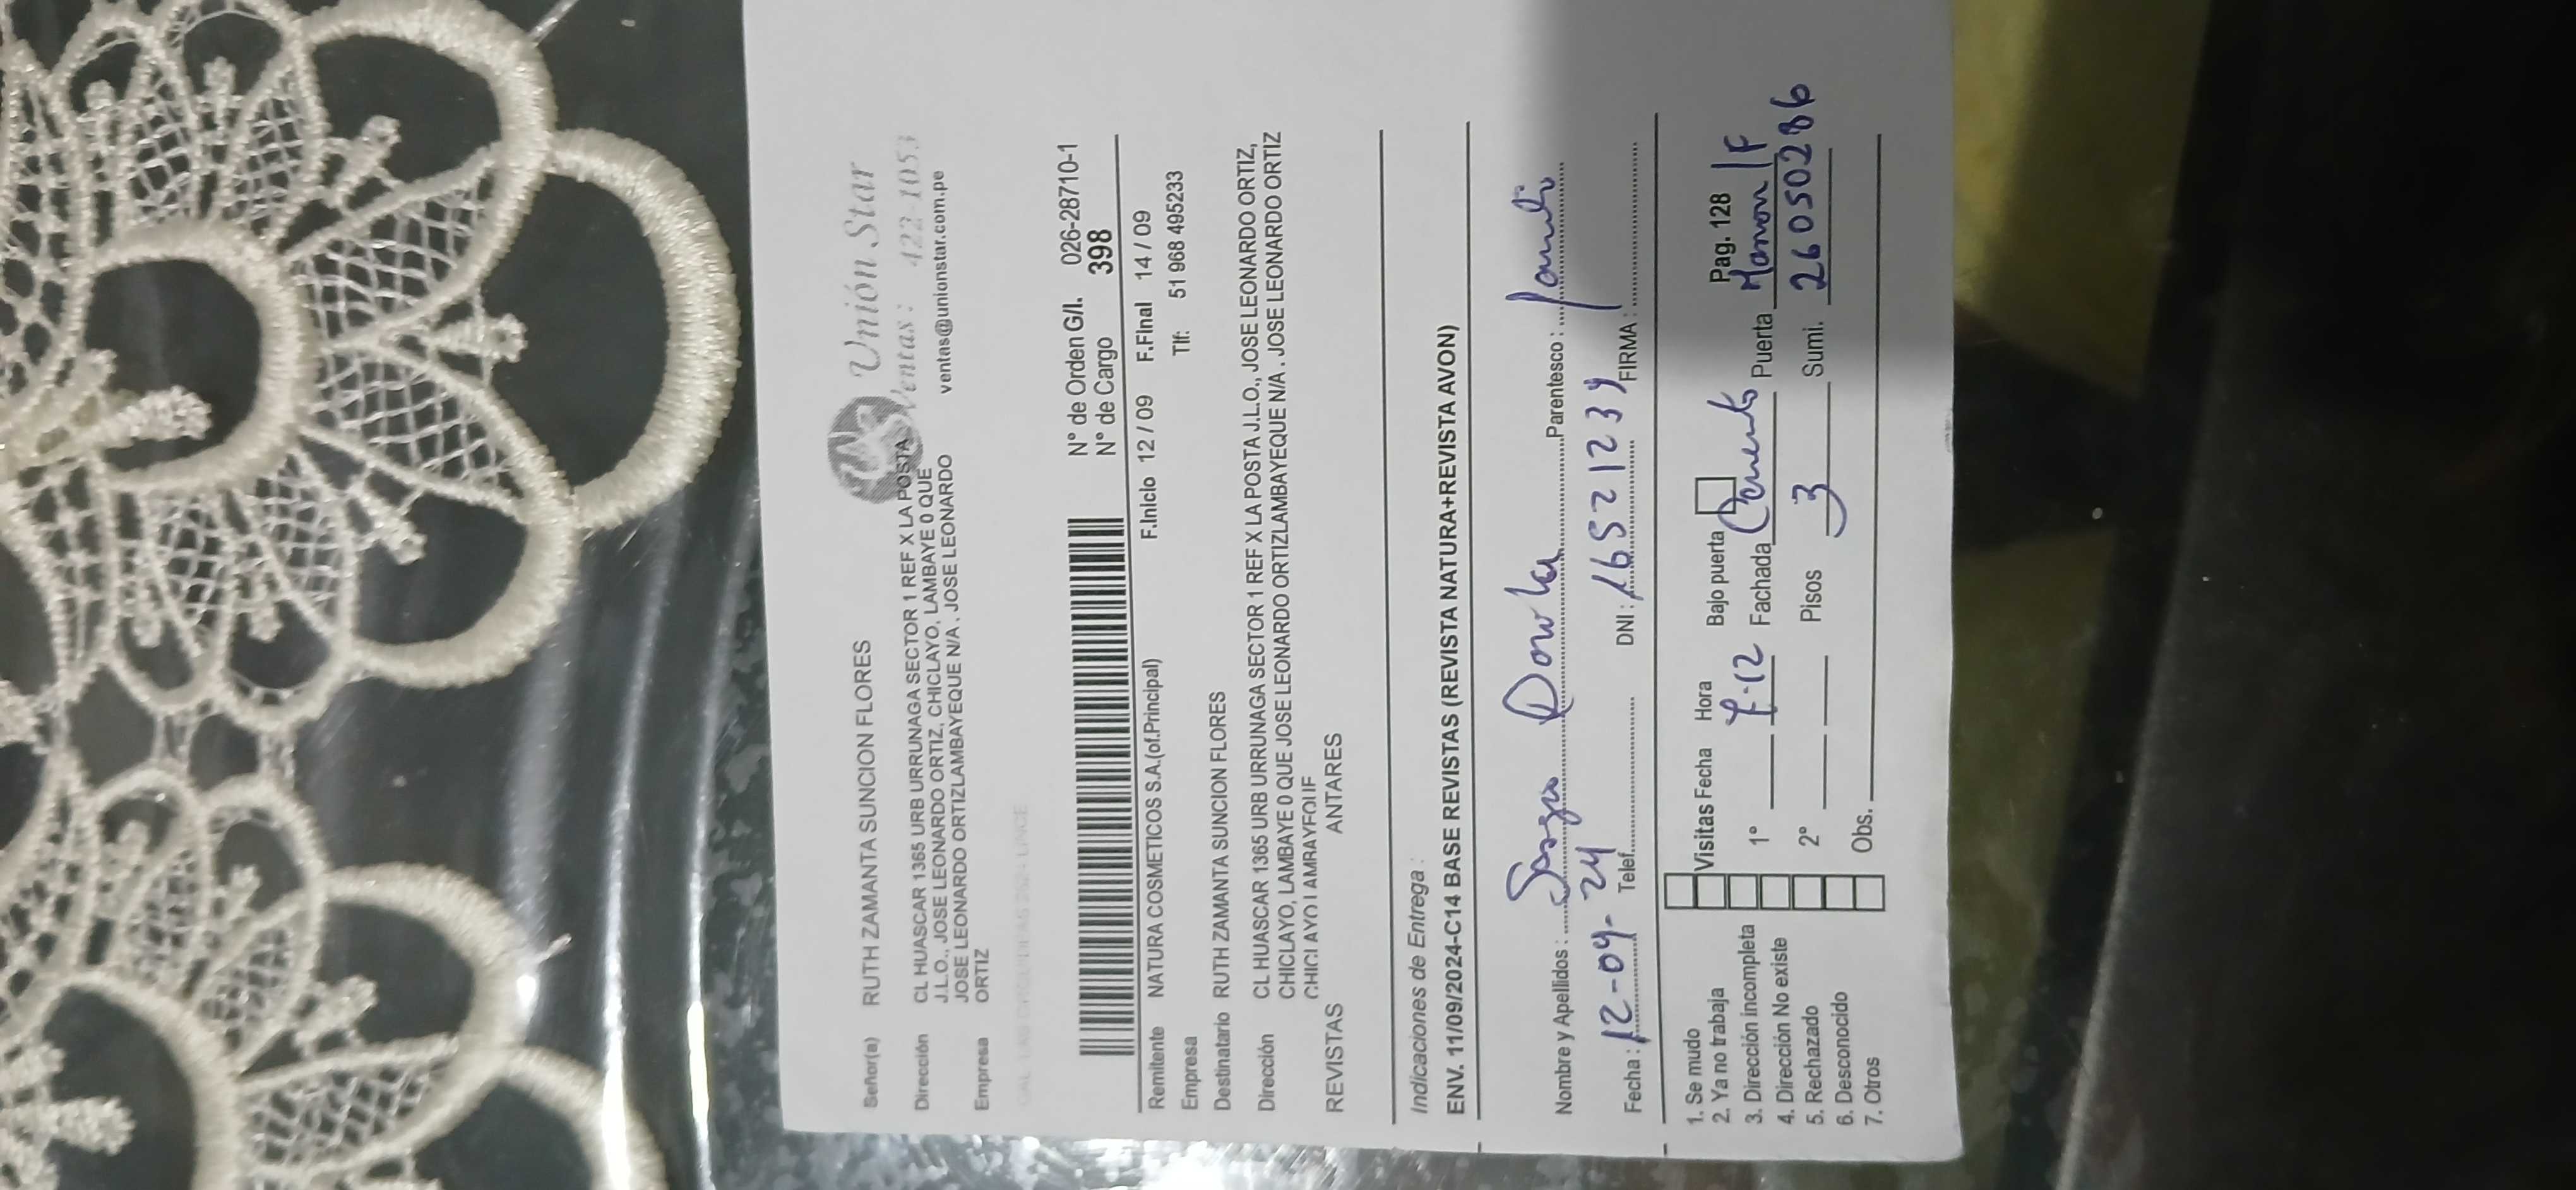 Unión Star
Ventas: 422-1053
ventas@unionstar.com.pe
Señor(a) RUTH ZAMANTA SUNCION FLORES
Dirección CL HUASCAR 1365 URB URRUNAGA SECTOR 1 REF X LA POSTA
J.L.O., JOSE LEONARDO ORTIZ, CHICLAYO, LAMBAYE 0 QUE
JOSE LEONARDO ORTIZLAMBAYEQUE N/A , JOSE LEONARDO
Empresa ORTIZ
N° de Orden G/I. 026-28710-1
N° de Cargo 398
Remitente NATURA COSMETICOS S.A.(of.Principal) F.Inicio 12 / 09 F.Final 14 / 09
Empresa Tlf: 51 968 495233
Destinatario RUTH ZAMANTA SUNCION FLORES
Dirección CL HUASCAR 1365 URB URRUNAGA SECTOR 1 REF X LA POSTA J.L.O., JOSE LEONARDO ORTIZ,
CHICLAYO, LAMBAYE 0 QUE JOSE LEONARDO ORTIZLAMBAYEQUE N/A , JOSE LEONARDO ORTIZ
REVISTAS ANTARES
Indicaciones de Entrega :
ENV. 11/09/2024-C14 BASE REVISTAS (REVISTA NATURA+REVISTA AVON)
Nombre y Apellidos : Parentesco :
Fecha : 12-09-24 Telef. DNI : 16521239 FIRMA :
1. Se mudo
2. Ya no trabaja Visitas Fecha Hora Bajo puerta Pag. 128
3. Dirección incompleta 1° Fachada Puerta
4. Dirección No existe
5. Rechazado 2° Pisos 3 Sumi. 26050286
6. Desconocido
7. Otros Obs.